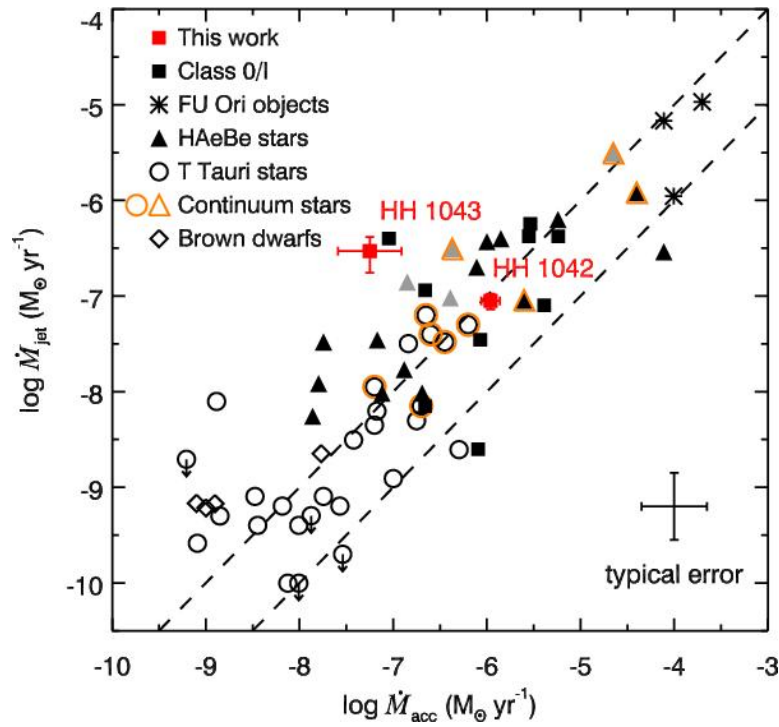 -4
This work
Class 0/I
FU Ori objects
-5
HAeBe stars
T Tauri stars
Continuum stars
HH 1043
-6
Brown dwarfs
HH 1042
-7
log Ṁjet (M⊙ yr⁻¹)
-8
-9
typical error
-10
-10 -9 -8 -7 -6 -5 -4 -3
log Ṁacc (M⊙ yr⁻¹)